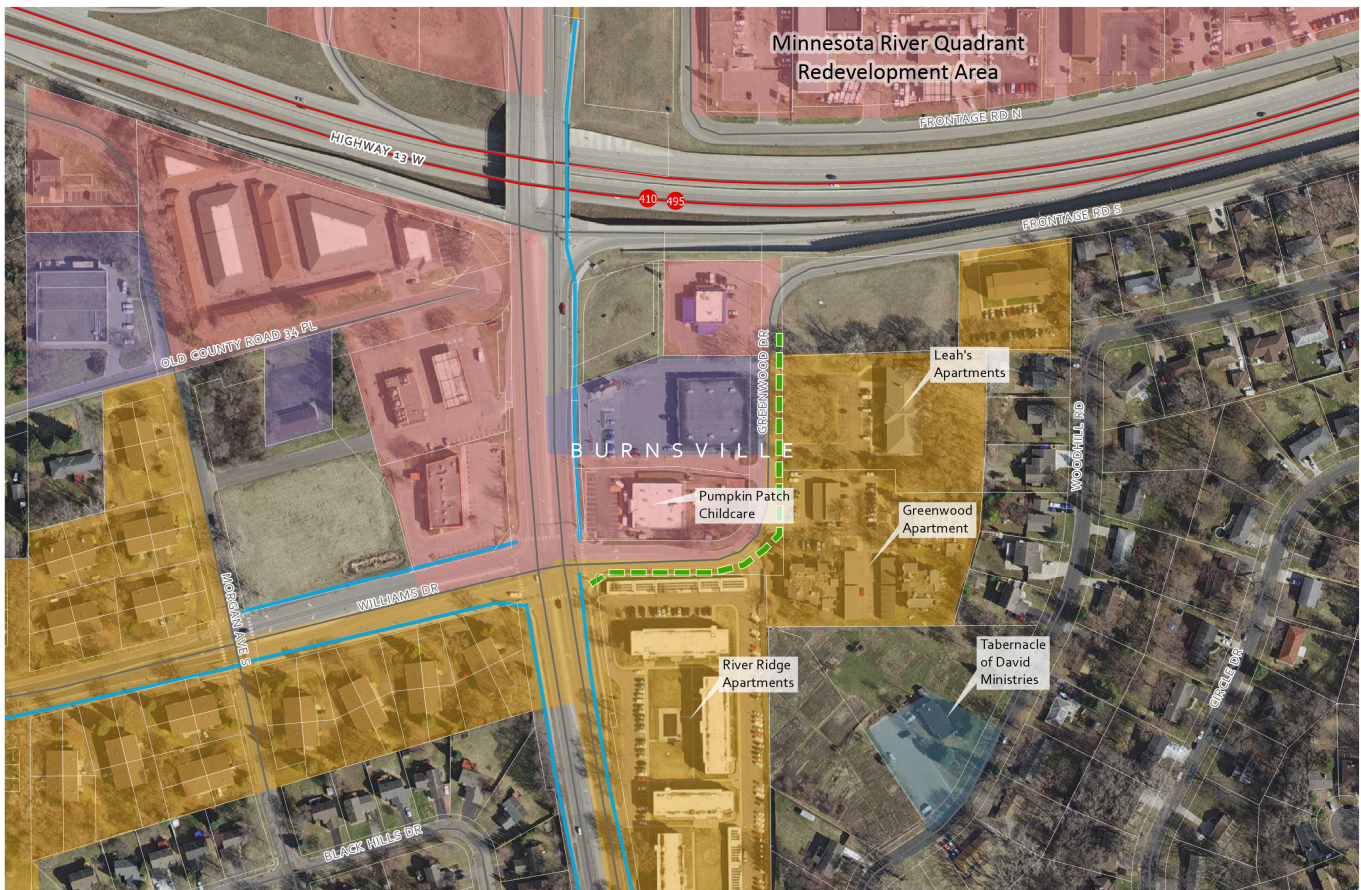 Minnesota River Quadrant
Redevelopment Area
FRONTAGE RD N
HIGHWAY 13 W
410
495
FRONTAGE RD S
OLD COUNTY ROAD 34 PL
GREENWOOD DR
Leah's
Apartments
WOODHILL RD
BURNSVILLE
Pumpkin Patch
Childcare
Greenwood
Apartment
WILLIAMS DR
MORGAN AVE S
Tabernacle
of David
Ministries
River Ridge
Apartments
CIRCLE DR
BLACK HILLS DR